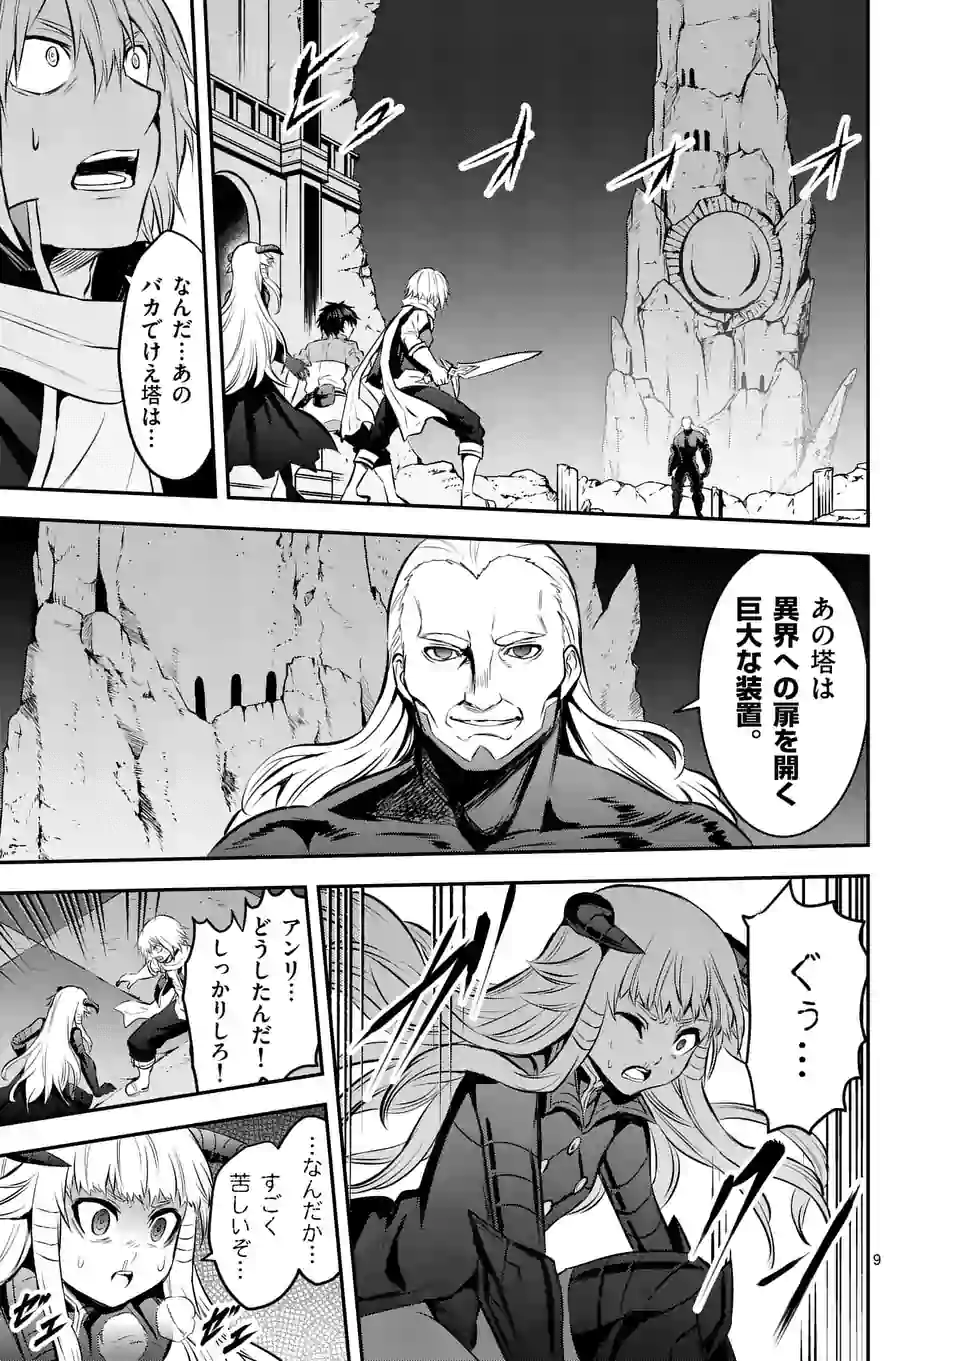 ビュ
オ
オ
オ
なんだ…あの
バカでけえ塔は…
あの塔は
異界への扉を開く
巨大な装置。
ぐぅ…
アンリ…
どうしたんだ！
しっかりしろ！
…なんだか…
すごく
苦しいぞ…
ゼェ
ゼェ
9